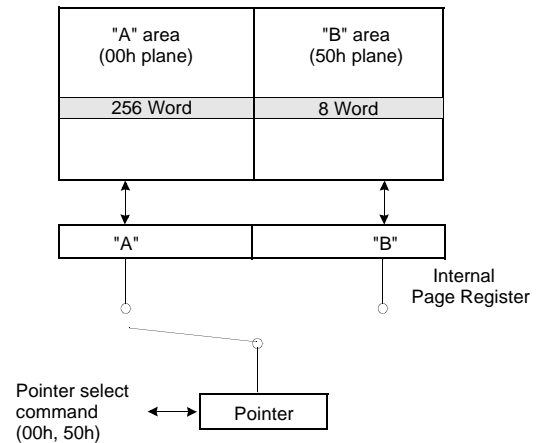 "A" area
(00h plane)
"B" area
(50h plane)
256 Word
8 Word
"A"
"B"
Internal
Page Register
Pointer select
command
(00h, 50h)
Pointer